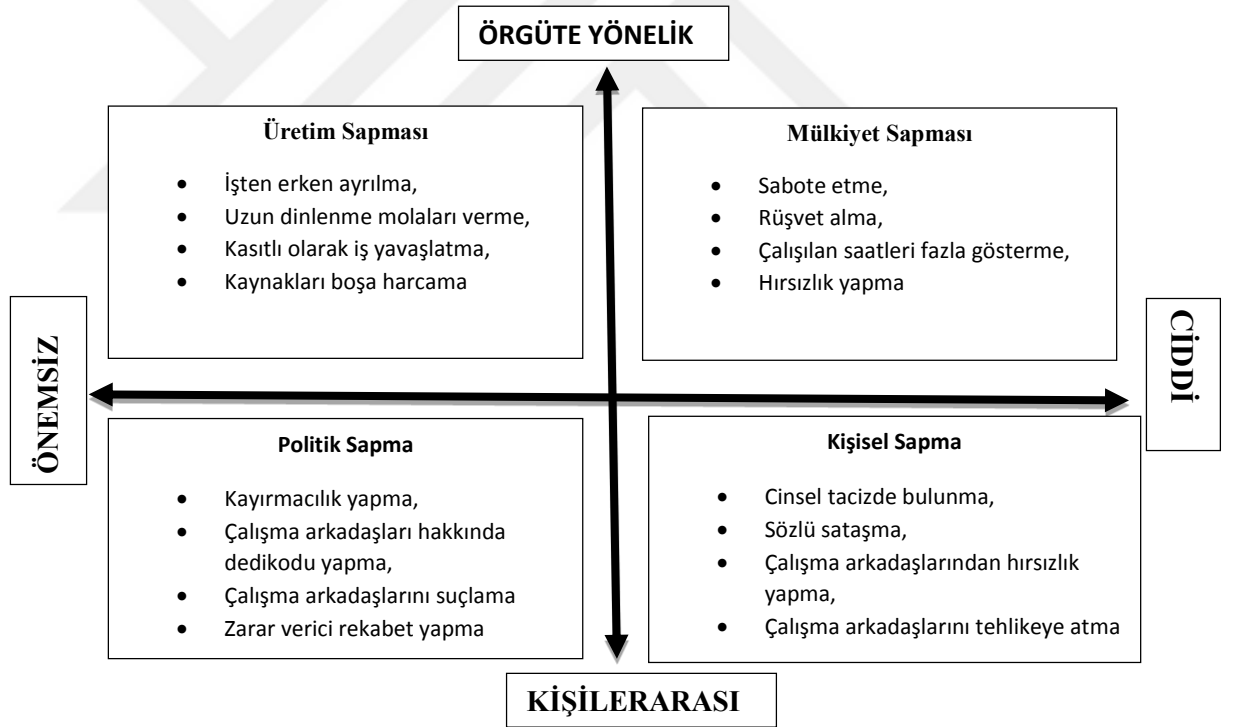 ÖRGÜTE YÖNELİK
Üretim Sapması
• İşten erken ayrılma,
• Uzun dinlenme molaları verme,
• Kasıtlı olarak iş yavaşlatma,
• Kaynakları boşa harcama
Mülkiyet Sapması
• Sabote etme,
• Rüşvet alma,
• Çalışılan saatleri fazla gösterme,
• Hırsızlık yapma
ÖNEMSİZ
CİDDİ
Politik Sapma
• Kayırmacılık yapma,
• Çalışma arkadaşları hakkında
dedikodu yapma,
• Çalışma arkadaşlarını suçlama
• Zarar verici rekabet yapma
Kişisel Sapma
• Cinsel tacizde bulunma,
• Sözlü sataşma,
• Çalışma arkadaşlarından hırsızlık
yapma,
• Çalışma arkadaşlarını tehlikeye atma
KİŞİLERARASI